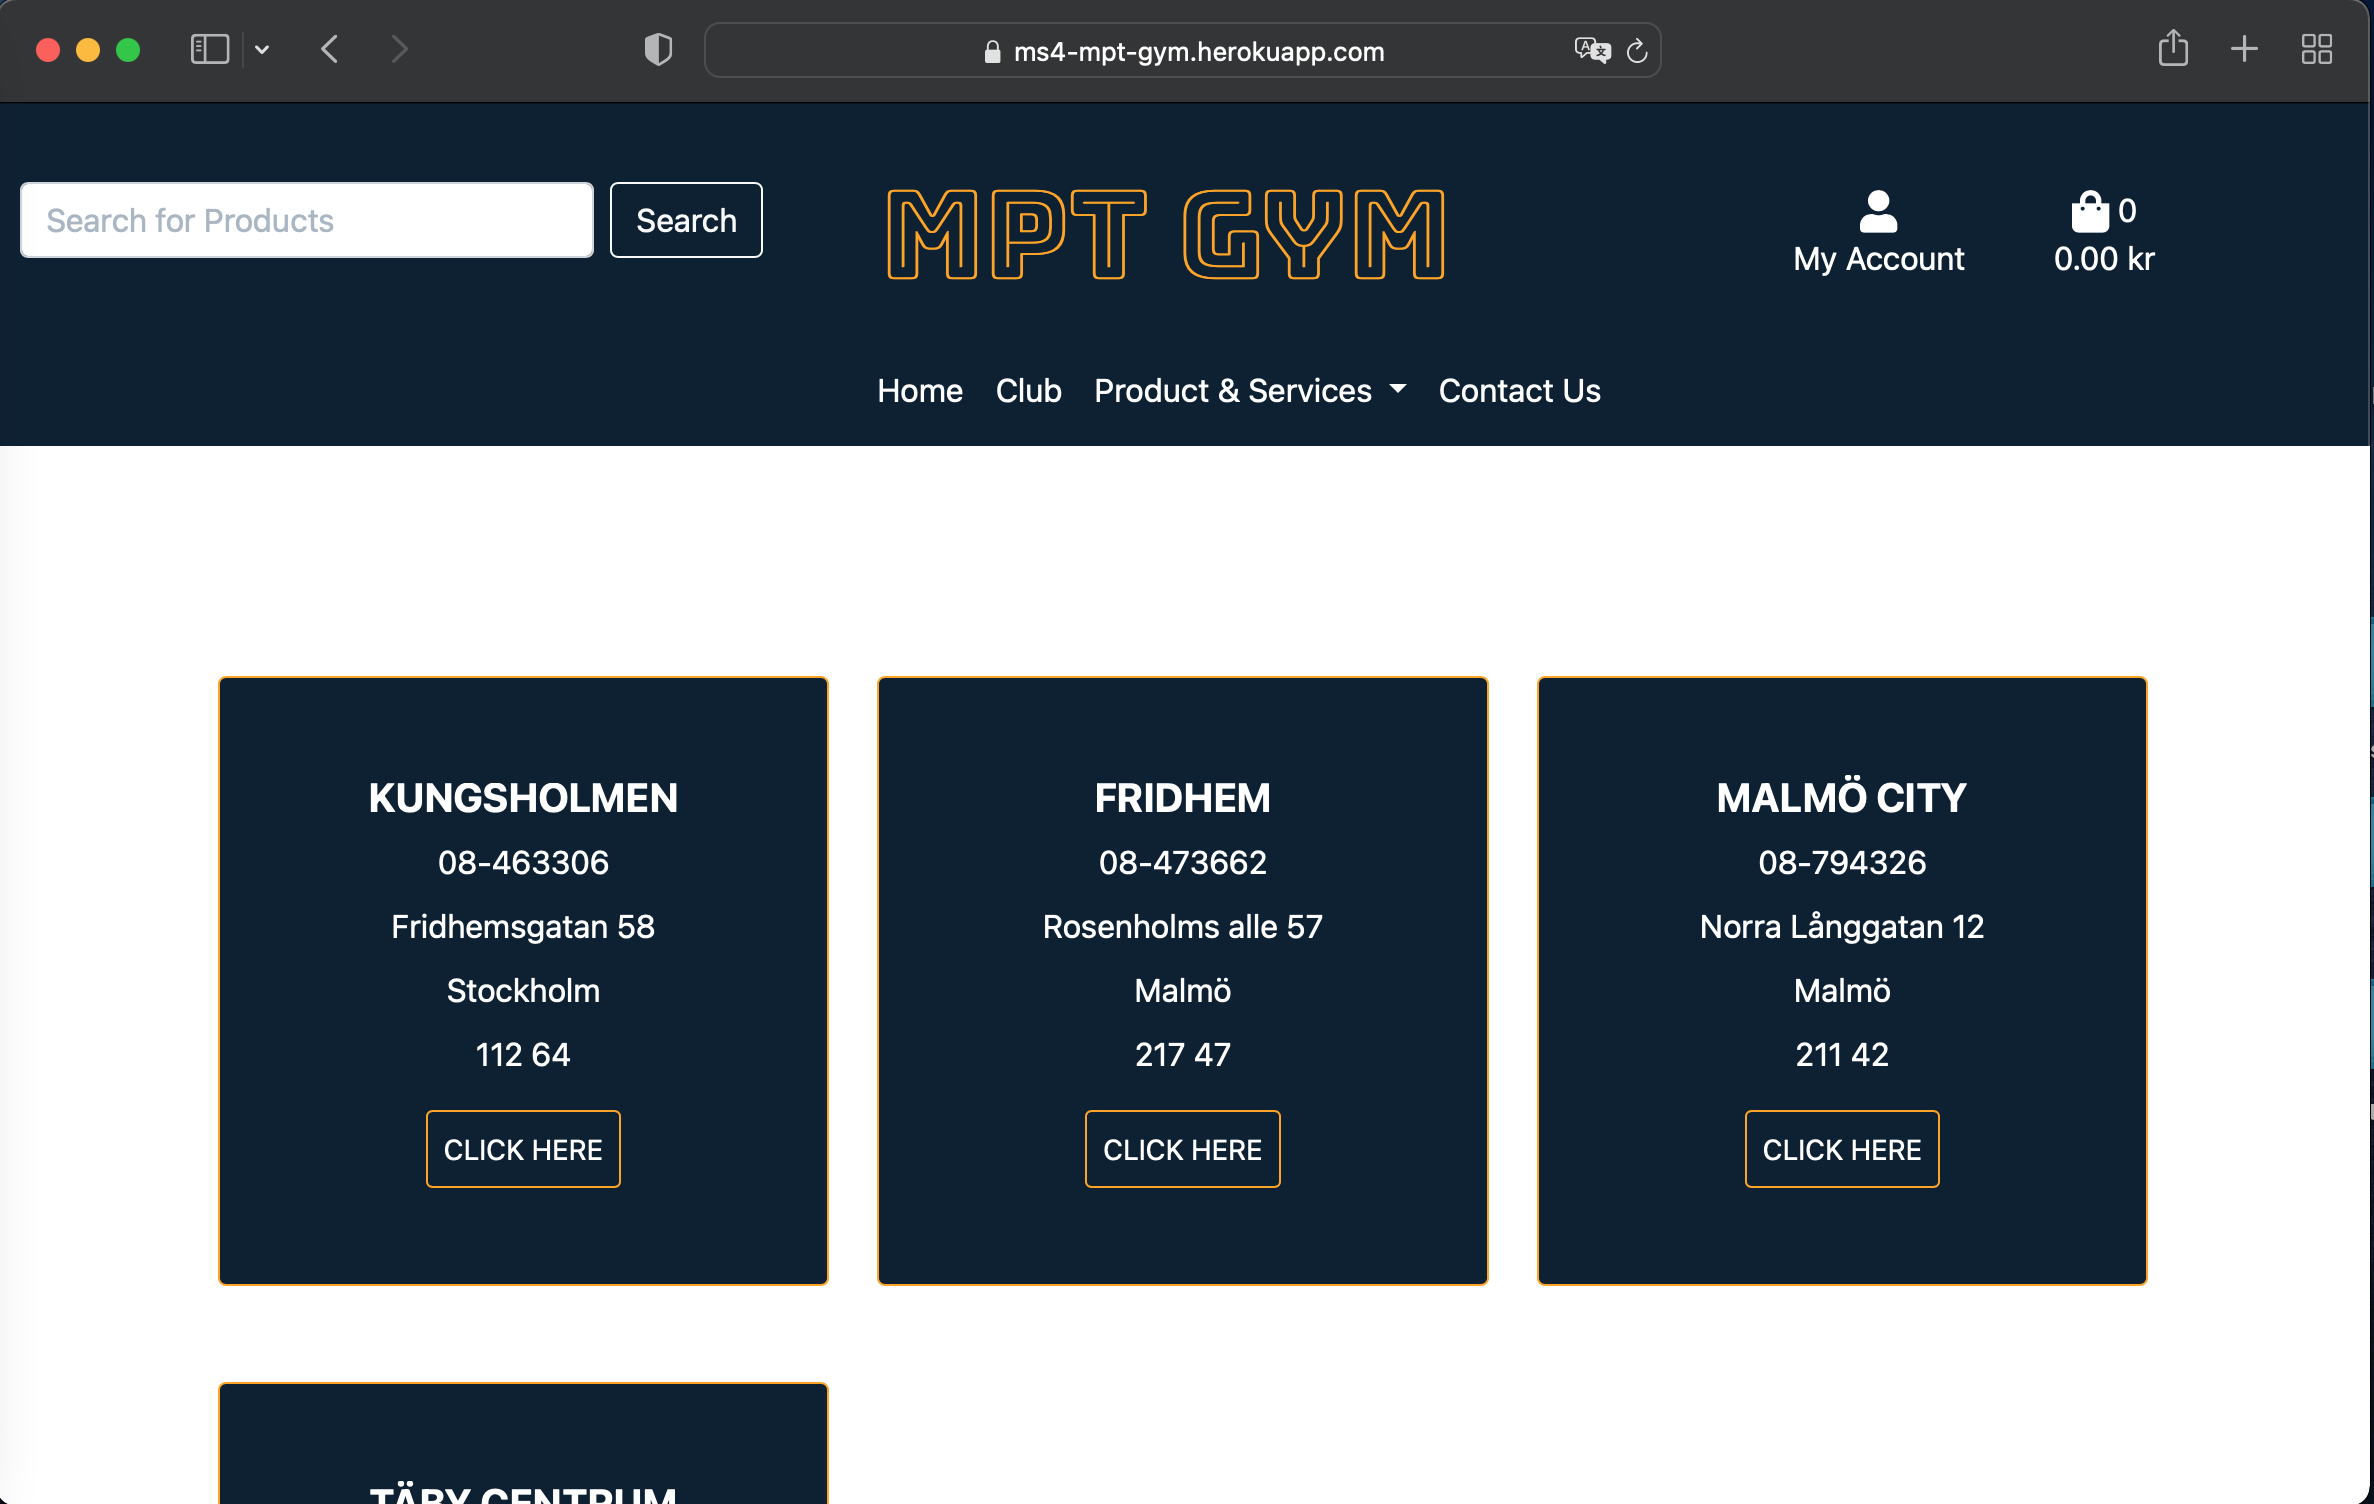 ms4-mpt-gym.herokuapp.com
Search for Products
Search
MPT GYM
My Account
0
0.00 kr
Home
Club
Product & Services
Contact Us
KUNGSHOLMEN
08-463306
Fridhemsgatan 58
Stockholm
112 64
CLICK HERE
FRIDHEM
08-473662
Rosenholms alle 57
Malmö
217 47
CLICK HERE
MALMÖ CITY
08-794326
Norra Långgatan 12
Malmö
211 42
CLICK HERE
TÄBY CENTRUM